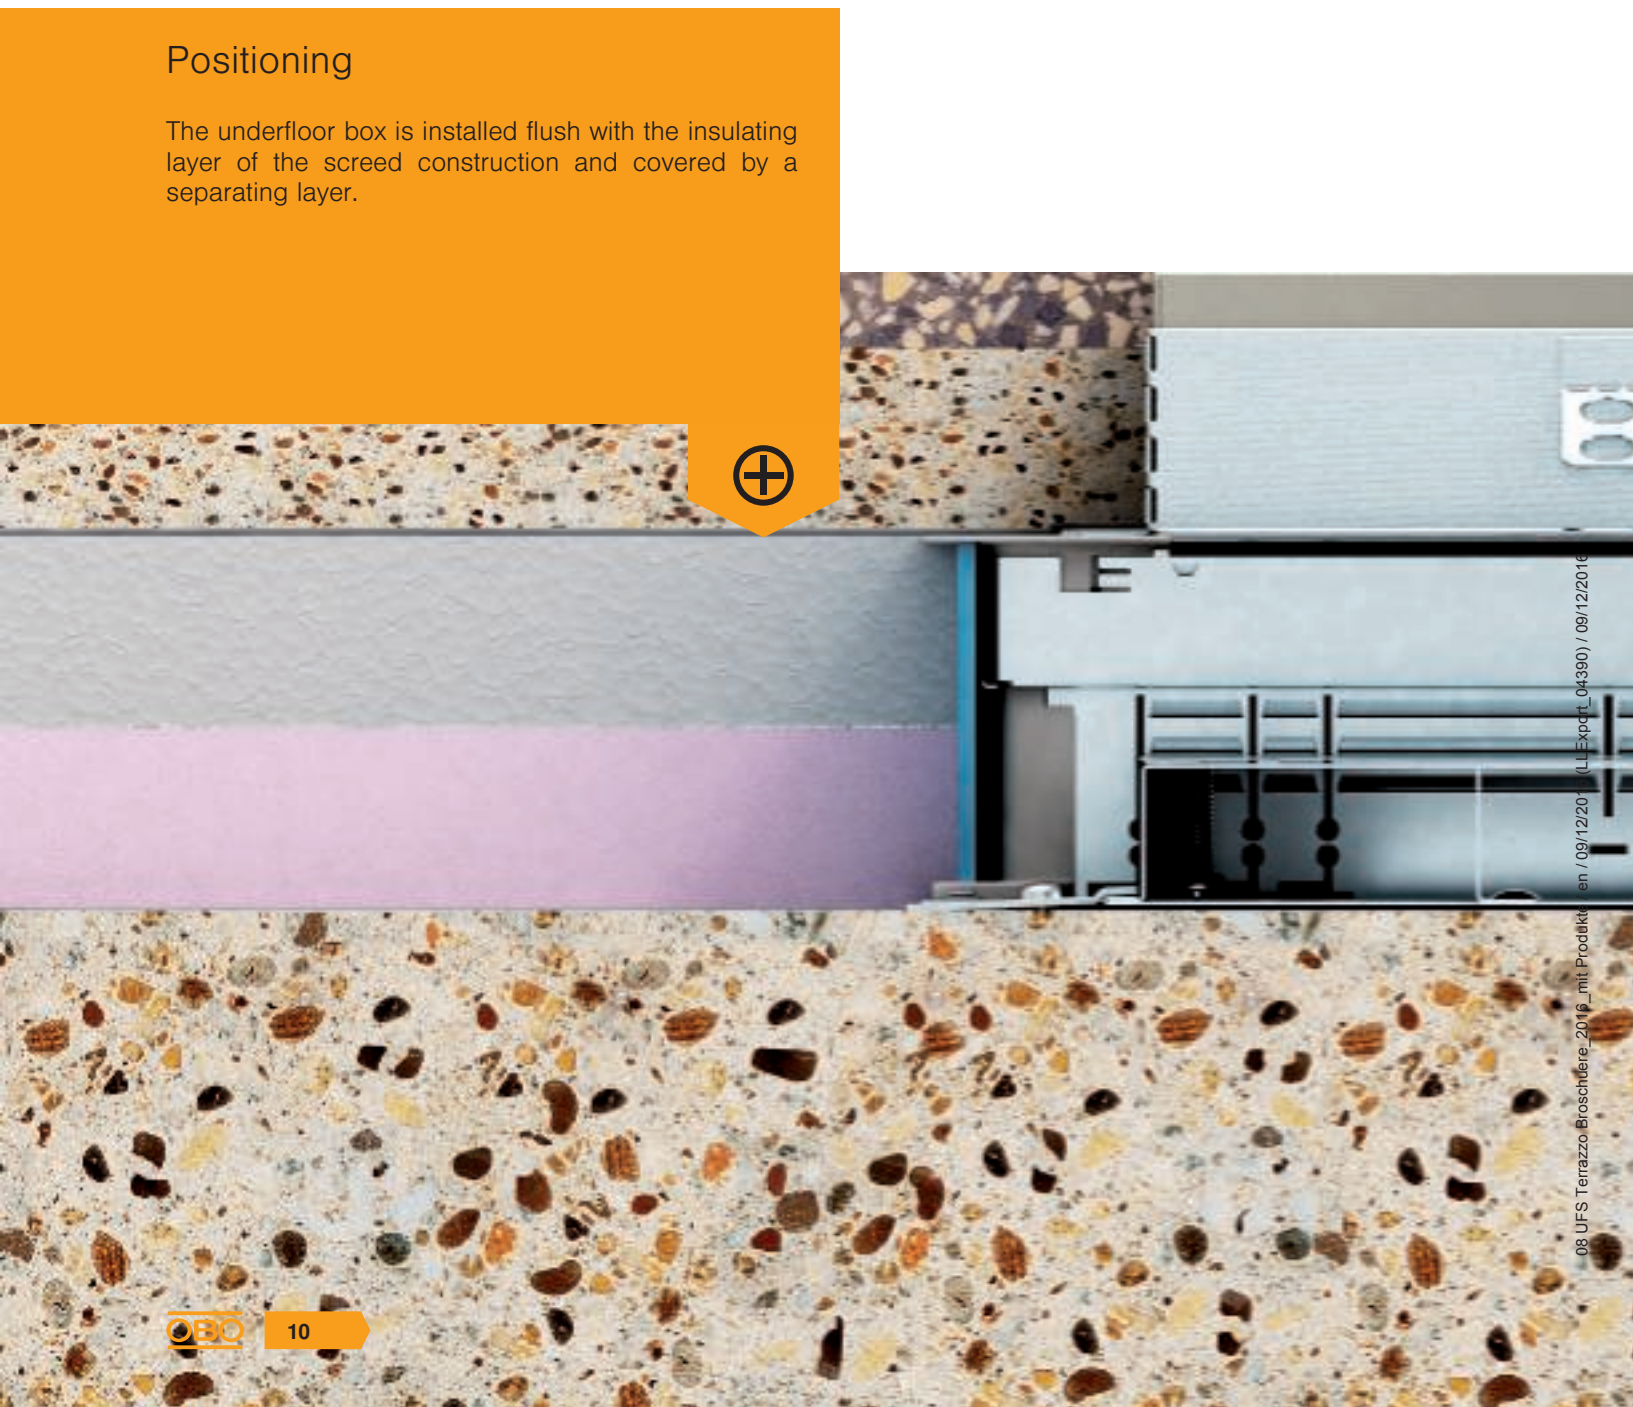 Positioning
The underfloor box is installed flush with the insulating
layer of the screed construction and covered by a
separating layer.
08 UFS Terrazzo Broschuere_2016_mit Produkte en / 09/12/201 (LLExport_04390) / 09/12/2016
OBO
10